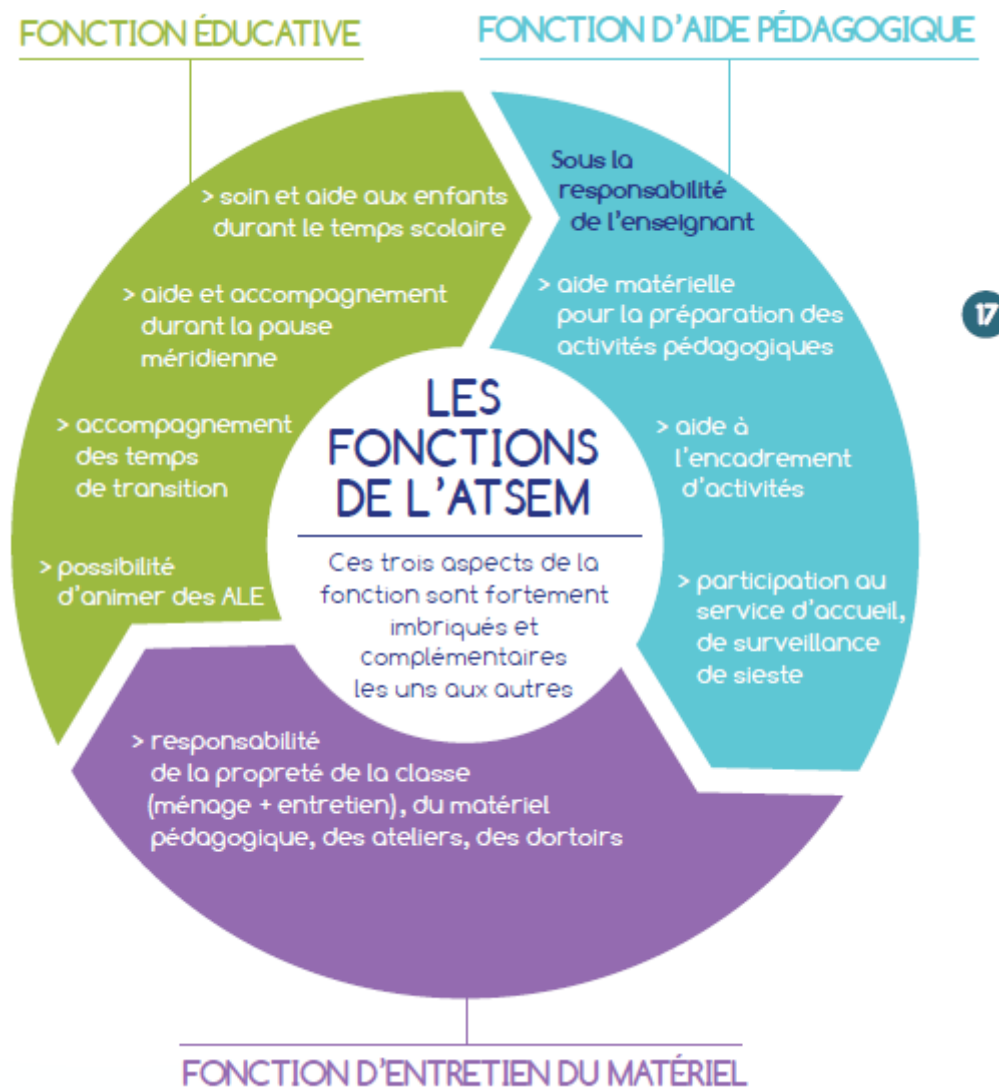 FONCTION ÉDUCATIVE
FONCTION D'AIDE PÉDAGOGIQUE
> soin et aide aux enfants
durant le temps scolaire
> aide et accompagnement
durant la pause
méridienne
> accompagnement
des temps
de transition
> possibilité
d'animer des ALE
Sous la
responsabilité
de l'enseignant
> aide matérielle
pour la préparation des
activités pédagogiques
> aide à
l'encadrement
d'activités
> participation au
service d'accueil,
de surveillance
de sieste
17
LES
FONCTIONS
DE L'ATSEM
Ces trois aspects de la
fonction sont fortement
imbriqués et
complémentaires
les uns aux autres
> responsabilité
de la propreté de la classe
(ménage + entretien), du matériel
pédagogique, des ateliers, des dortoirs
FONCTION D'ENTRETIEN DU MATÉRIEL